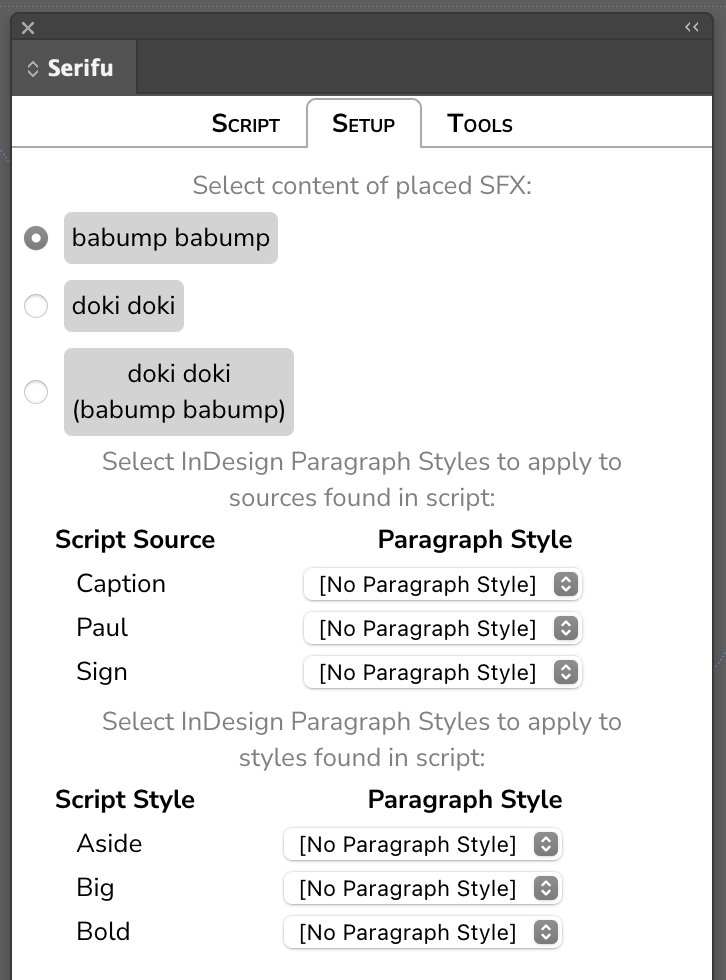 Serifu
Script Setup Tools
Select content of placed SFX:
babump babump
doki doki
doki doki
(babump babump)
Select InDesign Paragraph Styles to apply to
sources found in script:
Script Source Paragraph Style
Caption [No Paragraph Style]
Paul [No Paragraph Style]
Sign [No Paragraph Style]
Select InDesign Paragraph Styles to apply to
styles found in script:
Script Style Paragraph Style
Aside [No Paragraph Style]
Big [No Paragraph Style]
Bold [No Paragraph Style]